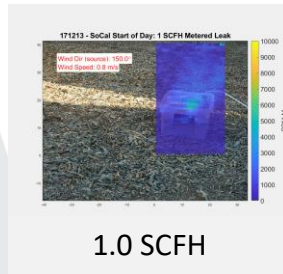 171213 - SoCal Start of Day: 1 SCFH Metered Leak
Wind Dir (source): 150.0°
Wind Speed: 0.8 m/s
10000
9000
8000
7000
6000
5000
4000
3000
2000
1000
0
1.0 SCFH